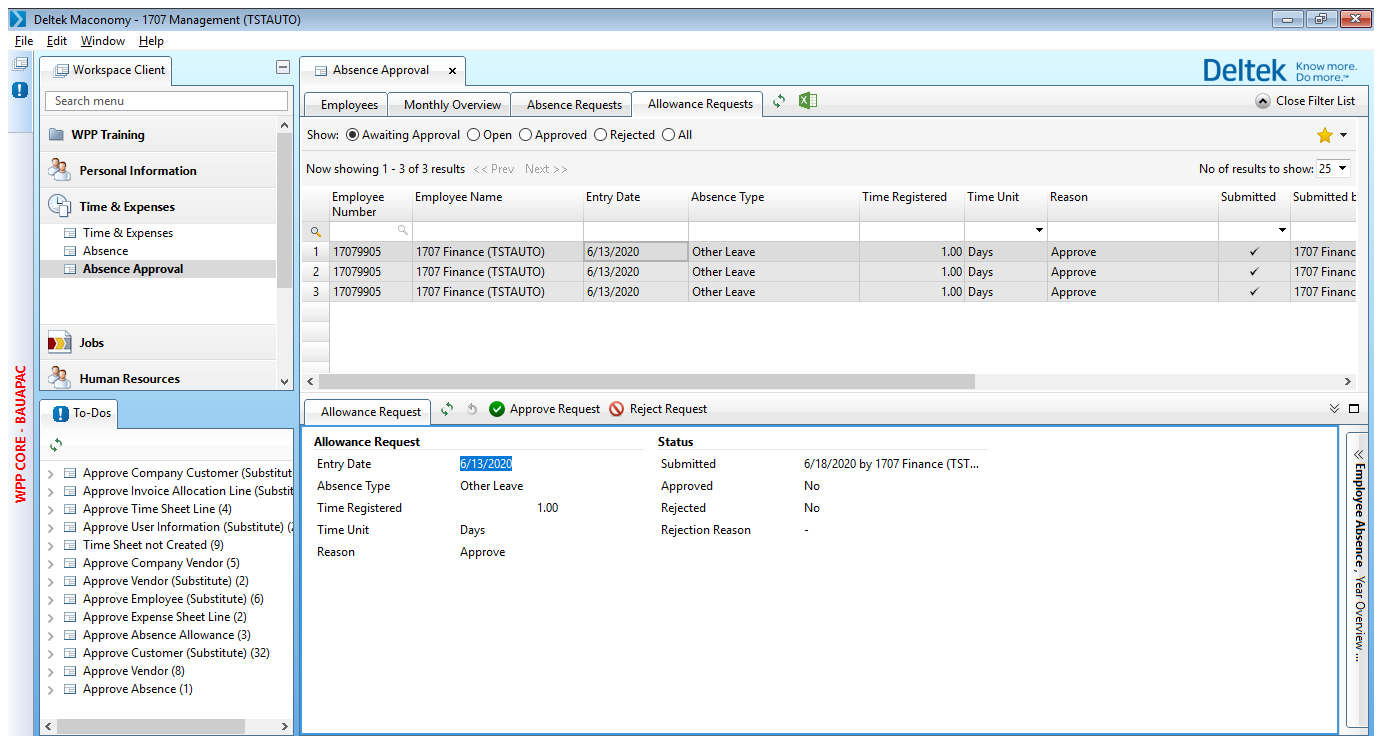 Deltek Maconomy - 1707 Management (TSTAUTO)
File Edit Window Help
WPP CORE - BAUAPAC
Workspace Client
Search menu
WPP Training
Personal Information
Time & Expenses
Time & Expenses
Absence
Absence Approval
Jobs
Human Resources
To-Dos
Approve Company Customer (Substitut
Approve Invoice Allocation Line (Substit
Approve Time Sheet Line (4)
Approve User Information (Substitute) (
Time Sheet not Created (9)
Approve Company Vendor (5)
Approve Vendor (Substitute) (2)
Approve Employee (Substitute) (6)
Approve Expense Sheet Line (2)
Approve Absence Allowance (3)
Approve Customer (Substitute) (32)
Approve Vendor (8)
Approve Absence (1)
Absence Approval
Deltek Know more. Do more.™
Employees Monthly Overview Absence Requests Allowance Requests Close Filter List
Show: Awaiting Approval Open Approved Rejected All
Now showing 1 - 3 of 3 results << Prev Next >> No of results to show: 25
Employee Number Employee Name Entry Date Absence Type Time Registered Time Unit Reason Submitted Submitted b
1 17079905 1707 Finance (TSTAUTO) 6/13/2020 Other Leave 1.00 Days Approve ✓ 1707 Financ
2 17079905 1707 Finance (TSTAUTO) 6/13/2020 Other Leave 1.00 Days Approve ✓ 1707 Financ
3 17079905 1707 Finance (TSTAUTO) 6/13/2020 Other Leave 1.00 Days Approve ✓ 1707 Financ
Allowance Request Approve Request Reject Request
Allowance Request Status
Entry Date 6/13/2020 Submitted 6/18/2020 by 1707 Finance (TST...
Absence Type Other Leave Approved No
Time Registered 1.00 Rejected No
Time Unit Days Rejection Reason -
Reason Approve
Employee Absence , Year Overview ...